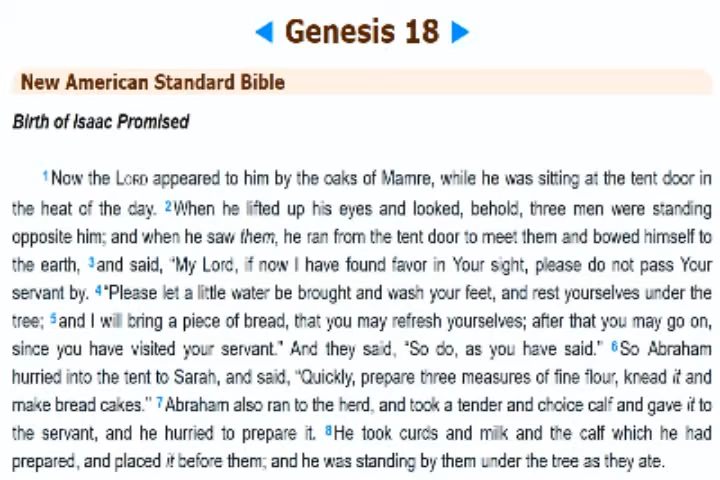 ◄ Genesis 18 ►
New American Standard Bible
Birth of Isaac Promised
1Now the LORD appeared to him by the oaks of Mamre, while he was sitting at the tent door in
the heat of the day. 2When he lifted up his eyes and looked, behold, three men were standing
opposite him; and when he saw them, he ran from the tent door to meet them and bowed himself to
the earth, 3and said, “My Lord, if now I have found favor in Your sight, please do not pass Your
servant by. 4“Please let a little water be brought and wash your feet, and rest yourselves under the
tree; 5and I will bring a piece of bread, that you may refresh yourselves; after that you may go on,
since you have visited your servant.” And they said, “So do, as you have said.” 6So Abraham
hurried into the tent to Sarah, and said, “Quickly, prepare three measures of fine flour, knead it and
make bread cakes.” 7Abraham also ran to the herd, and took a tender and choice calf and gave it to
the servant, and he hurried to prepare it. 8He took curds and milk and the calf which he had
prepared, and placed it before them; and he was standing by them under the tree as they ate.